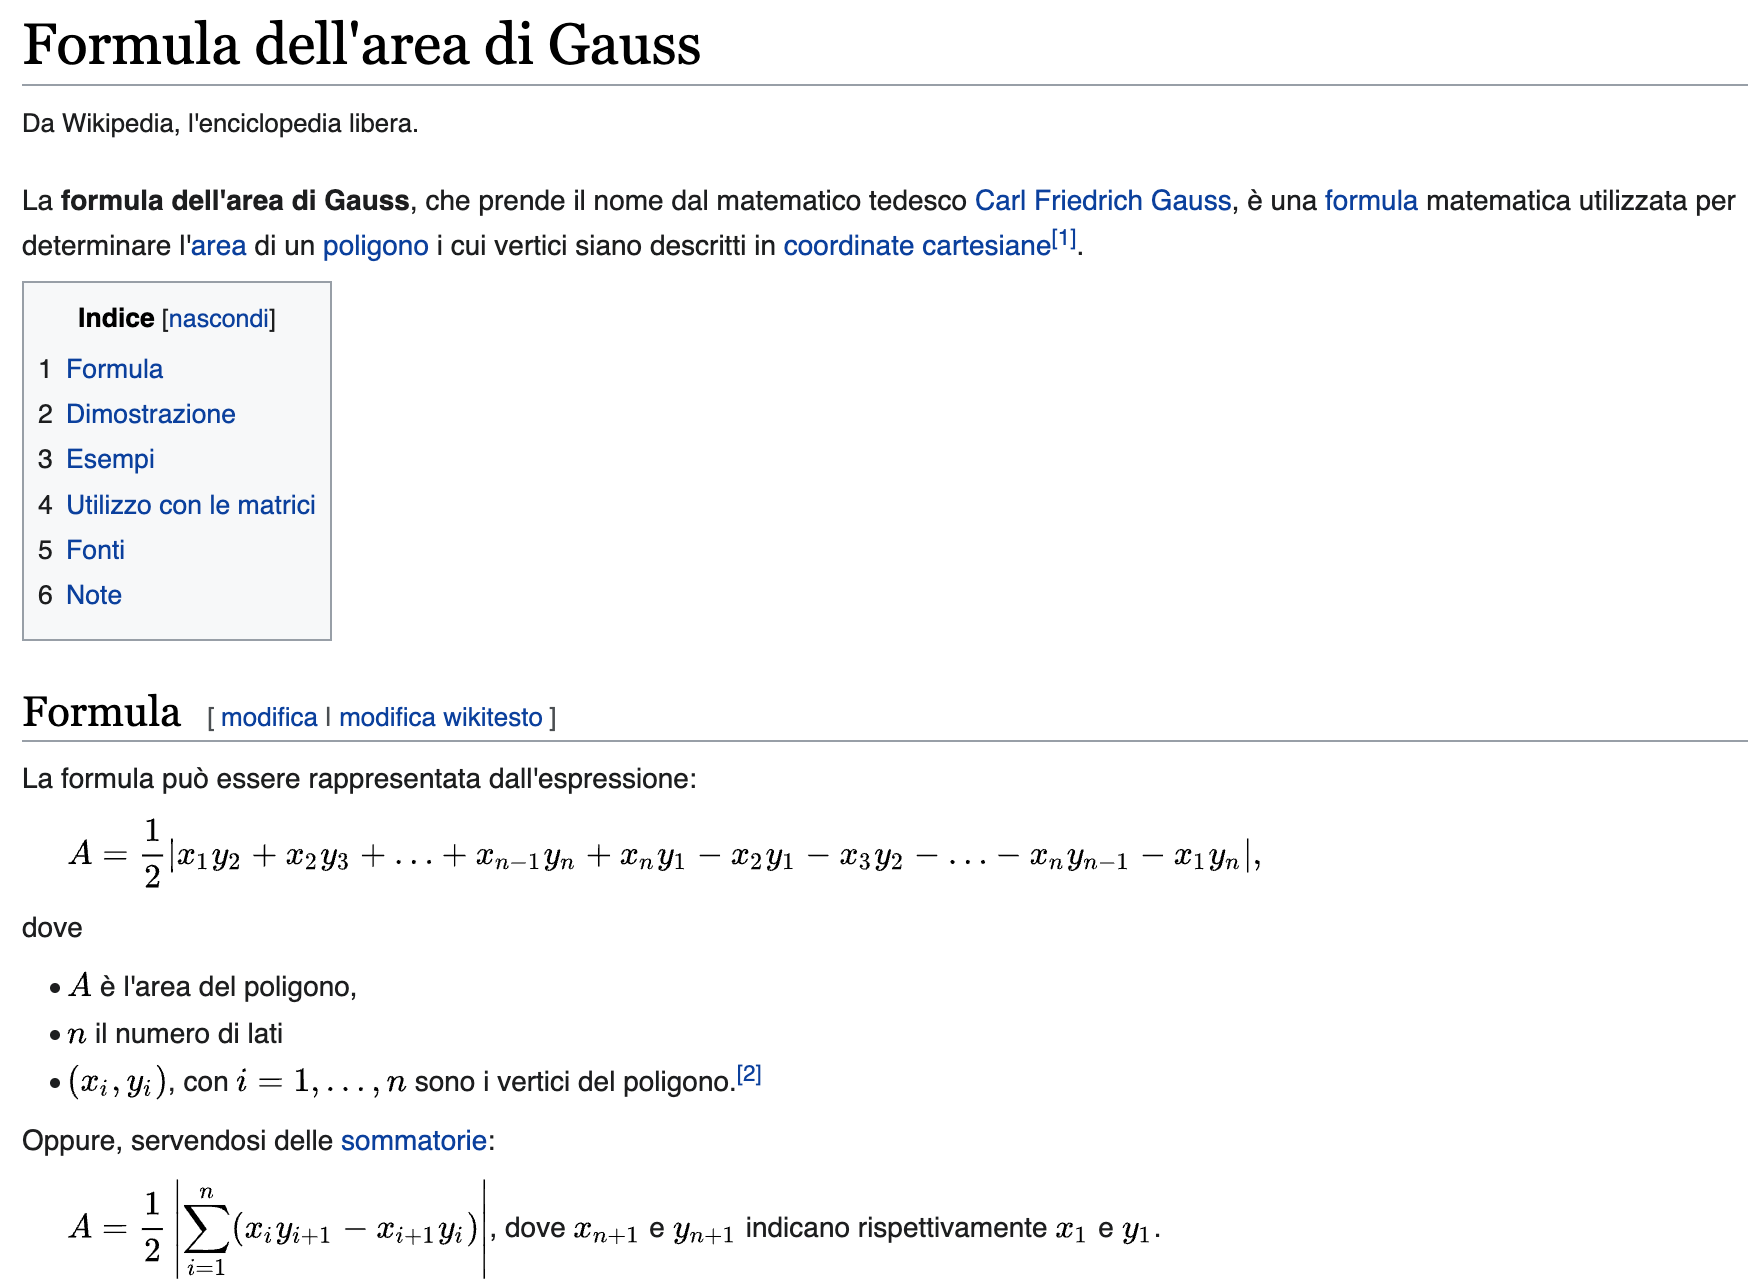 Formula dell'area di Gauss
Da Wikipedia, l'enciclopedia libera.
La formula dell'area di Gauss, che prende il nome dal matematico tedesco Carl Friedrich Gauss, è una formula matematica utilizzata per
determinare l'area di un poligono i cui vertici siano descritti in coordinate cartesiane[1].
Indice [nascondi]
1 Formula
2 Dimostrazione
3 Esempi
4 Utilizzo con le matrici
5 Fonti
6 Note
Formula [ modifica | modifica wikitesto ]
La formula può essere rappresentata dall'espressione:
$A = \frac{1}{2}|x_1y_2 + x_2y_3 + \ldots + x_{n-1}y_n + x_ny_1 - x_2y_1 - x_3y_2 - \ldots - x_ny_{n-1} - x_1y_n|,$
dove
• $A$ è l'area del poligono,
• $n$ il numero di lati
• $(x_i, y_i)$, con $i = 1, \ldots, n$ sono i vertici del poligono.[2]
Oppure, servendosi delle sommatorie:
$A = \frac{1}{2}\left|\sum_{i=1}^{n}(x_iy_{i+1} - x_{i+1}y_i)\right|$, dove $x_{n+1}$ e $y_{n+1}$ indicano rispettivamente $x_1$ e $y_1$.